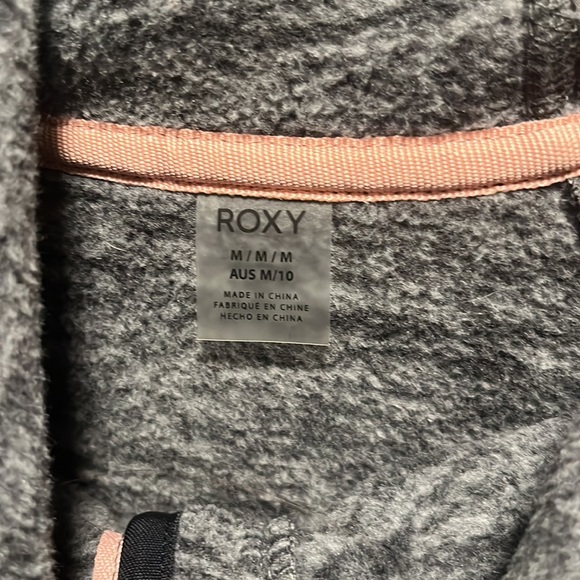 ROXY
M / M / M
AUS M/10
MADE IN CHINA
FABRIQUÉ EN CHINE
HECHO EN CHINA